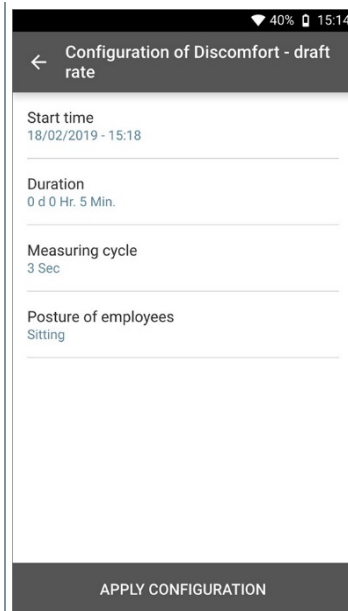 40% 15:14
Configuration of Discomfort - draft
rate
Start time
18/02/2019 - 15:18
Duration
0 d 0 Hr. 5 Min.
Measuring cycle
3 Sec
Posture of employees
Sitting
APPLY CONFIGURATION